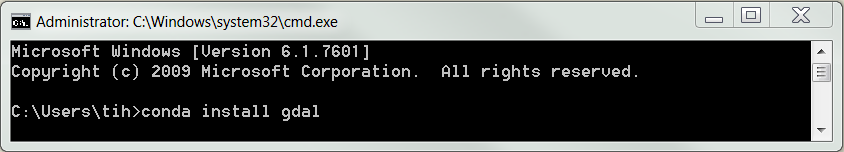 Administrator: C:\Windows\system32\cmd.exe
Microsoft Windows [Version 6.1.7601]
Copyright (c) 2009 Microsoft Corporation.  All rights reserved.
C:\Users\tih>conda install gdal